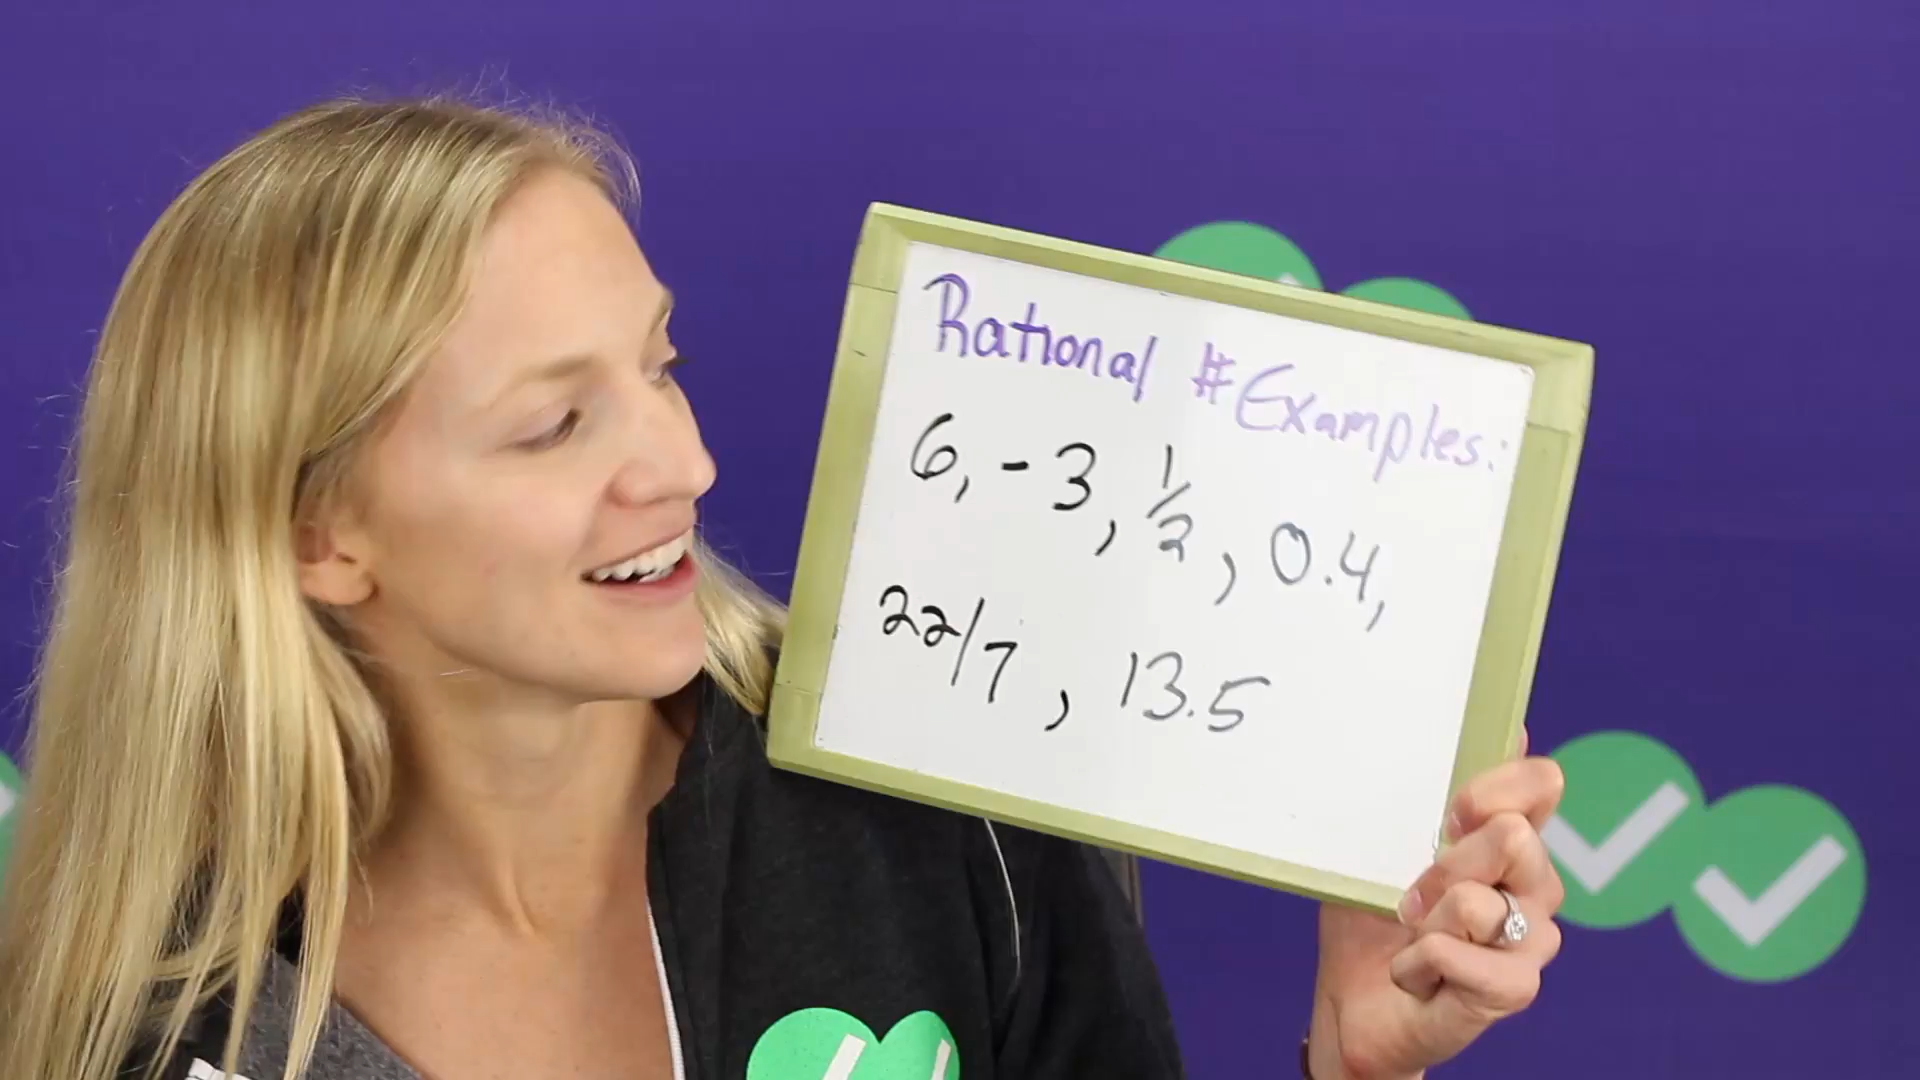 Rational # Examples:
6, -3, 1/2, 0.4,
22/7, 13.5